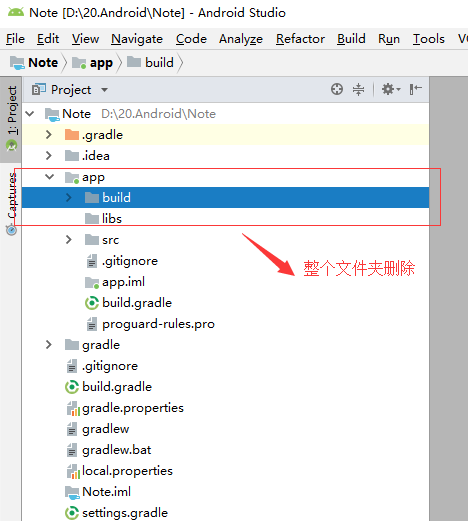 Note [D:\20.Android\Note] - Android Studio
File Edit View Navigate Code Analyze Refactor Build Run Tools VC
Note app build
1: Project
Captures
Project
Note D:\20.Android\Note
.gradle
.idea
app
build
libs
src
.gitignore
app.iml
build.gradle
proguard-rules.pro
gradle
.gitignore
build.gradle
gradle.properties
gradlew
gradlew.bat
local.properties
Note.iml
settings.gradle
整个文件夹删除